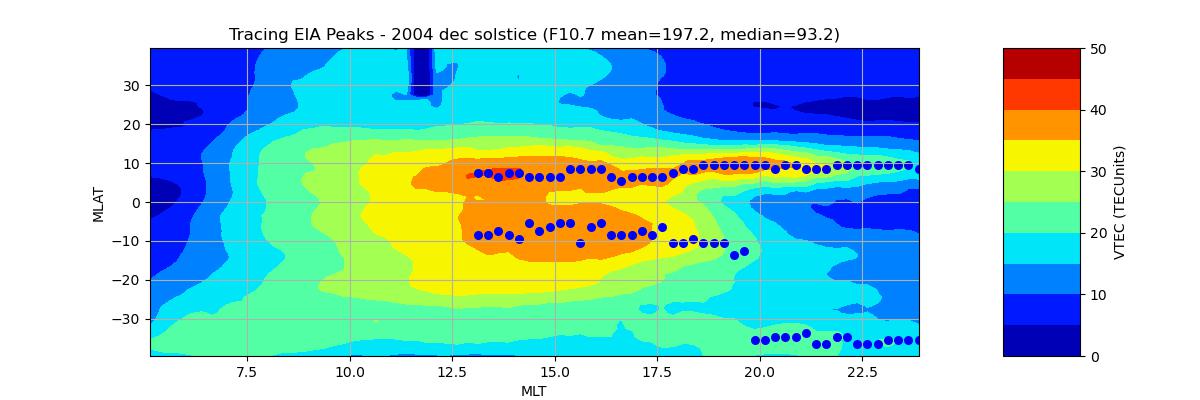 Tracing EIA Peaks - 2004 dec solstice (F10.7 mean=197.2, median=93.2)
30
20
10
0
−10
−20
−30
MLAT
7.5 10.0 12.5 15.0 17.5 20.0 22.5
MLT
50
40
30
20
10
0
VTEC (TECUnits)